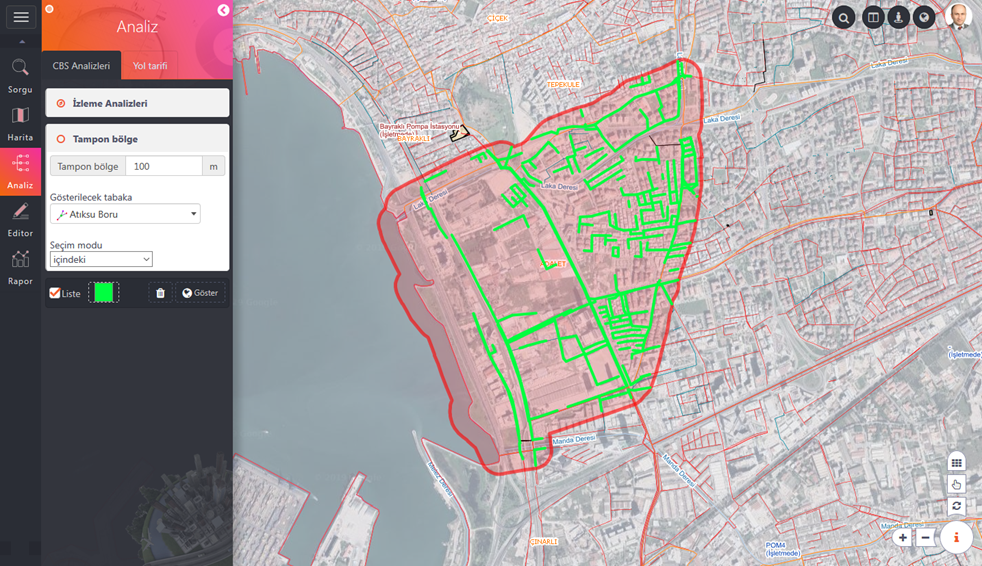 Analiz
CBS Analizleri
Yol tarifi
Sorgu
Harita
Analiz
Editor
Rapor
İzleme Analizleri
Tampon bölge
Tampon bölge 100 m
Gösterilecek tabaka
Atıksu Boru
Seçim modu
içindeki
Liste
Göster
ÇİÇEK
TEPEKULE
Laka Deresi
Laka Deresi
Bayraklı Pompa İstasyonu
(İşletmede)
BAYRAKLI
Laka Deresi
Laka Deresi
(İşletmede)
Manda Deresi
Manda Deresi
ÇINARLI
Manda Deresi
POM4
(İşletmede)